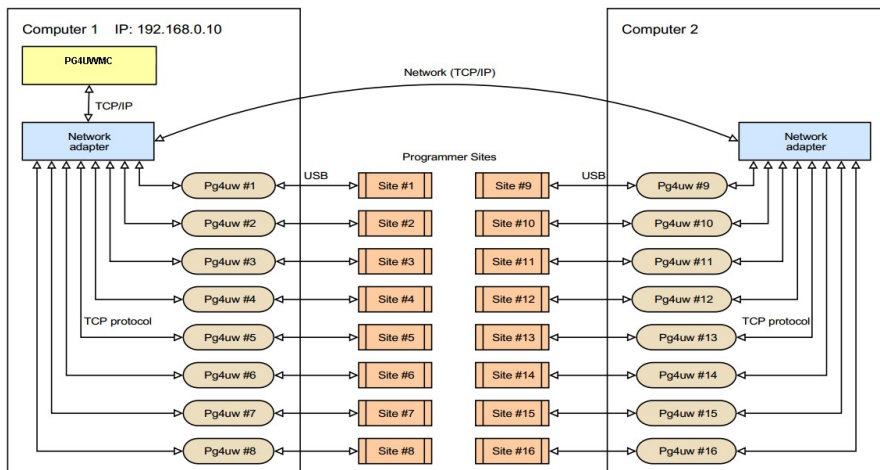 Computer 1 IP: 192.168.0.10
Computer 2
PG4UWMC
TCP/IP
Network (TCP/IP)
Network
adapter
Network
adapter
Programmer Sites
Pg4uw #1
USB
Site #1
Site #9
USB
Pg4uw #9
Pg4uw #2
Site #2
Site #10
Pg4uw #10
Pg4uw #3
Site #3
Site #11
Pg4uw #11
Pg4uw #4
Site #4
Site #12
Pg4uw #12
TCP protocol
TCP protocol
Pg4uw #5
Site #5
Site #13
Pg4uw #13
Pg4uw #6
Site #6
Site #14
Pg4uw #14
Pg4uw #7
Site #7
Site #15
Pg4uw #15
Pg4uw #8
Site #8
Site #16
Pg4uw #16